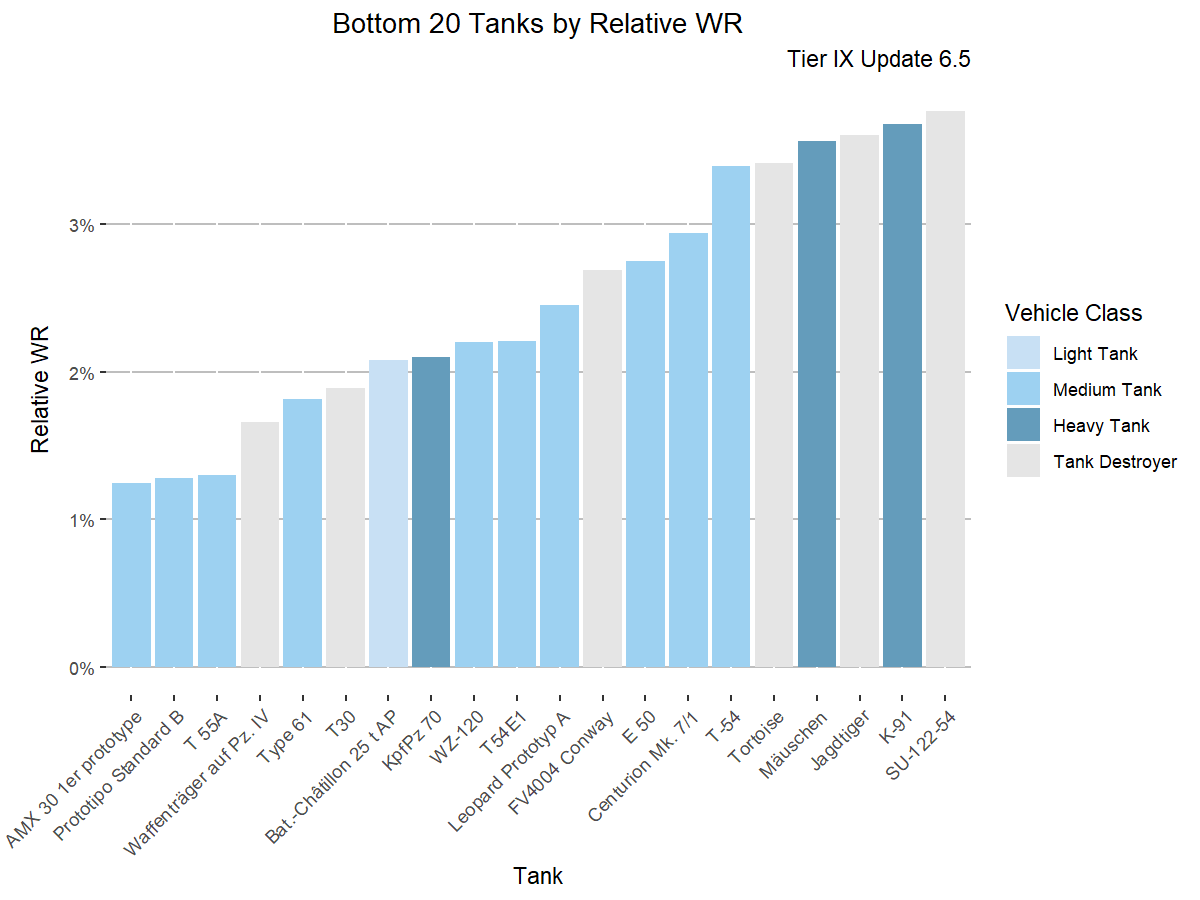 Bottom 20 Tanks by Relative WR
Tier IX Update 6.5
3%
2%
1%
0%
Relative WR
AMX 30 1er prototype
Prototipo Standard B
T 55A
Waffenträger auf Pz. IV
Type 61
T30
Bat.-Châtillon 25 t AP
KpfPz 70
WZ-120
T54E1
Leopard Prototyp A
FV4004 Conway
E 50
Centurion Mk. 7/1
T-54
Tortoise
Mäuschen
Jagdtiger
K-91
SU-122-54
Tank
Vehicle Class
Light Tank
Medium Tank
Heavy Tank
Tank Destroyer